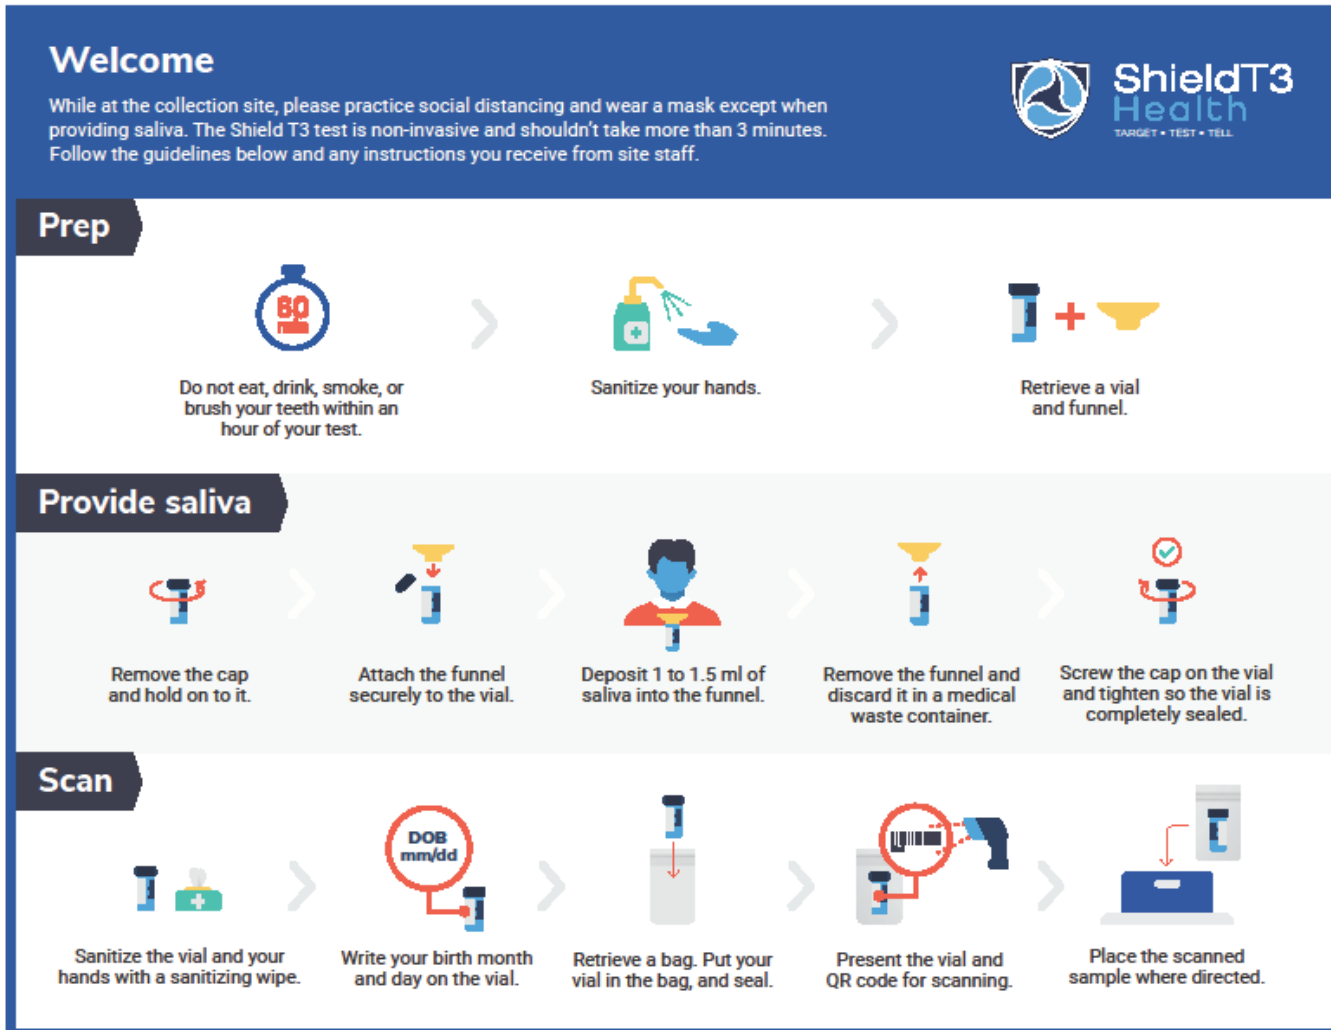 Welcome
While at the collection site, please practice social distancing and wear a mask except when
providing saliva. The Shield T3 test is non-invasive and shouldn't take more than 3 minutes.
Follow the guidelines below and any instructions you receive from site staff.
ShieldT3
Health
TARGET • TEST • TELL
Prep
60
min
Do not eat, drink, smoke, or
brush your teeth within an
hour of your test.
Sanitize your hands.
Retrieve a vial
and funnel.
Provide saliva
Remove the cap
and hold on to it.
Attach the funnel
securely to the vial.
Deposit 1 to 1.5 ml of
saliva into the funnel.
Remove the funnel and
discard it in a medical
waste container.
Screw the cap on the vial
and tighten so the vial is
completely sealed.
Scan
DOB
mm/dd
Sanitize the vial and your
hands with a sanitizing wipe.
Write your birth month
and day on the vial.
Retrieve a bag. Put your
vial in the bag, and seal.
Present the vial and
QR code for scanning.
Place the scanned
sample where directed.